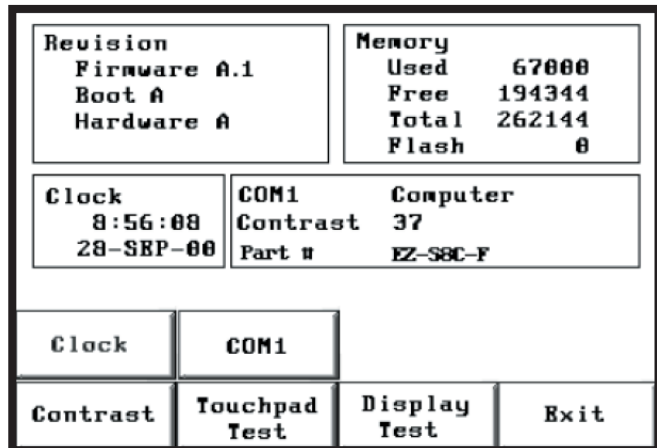 Revision
Firmware A.1
Boot A
Hardware A
Memory
Used 67800
Free 194344
Total 262144
Flash 0
Clock
8:56:08
28-SEP-00
COM1 Computer
Contrast 37
Part # EZ-S8C-F
Clock COM1
Contrast Touchpad Test Display Test Exit